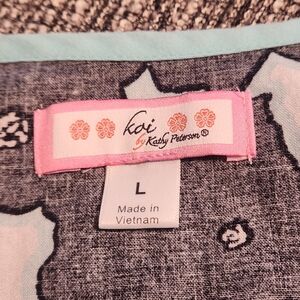 koi
by Kathy Peterson®
L
Made in
Vietnam